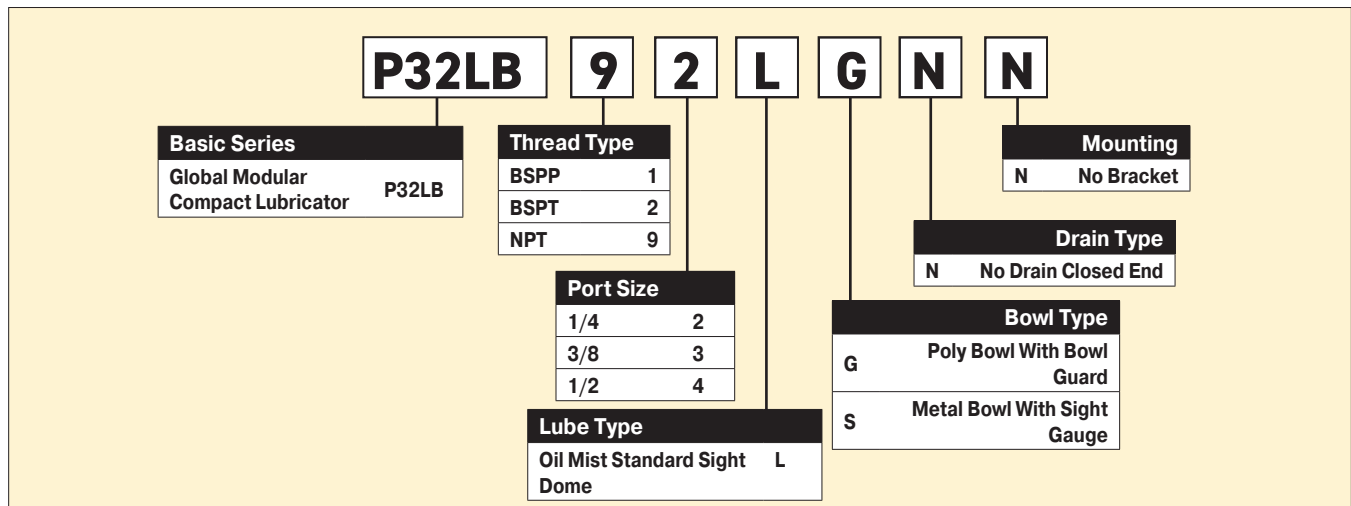 P32LB 9 2 L G N N
Basic Series
Global Modular
Compact Lubricator P32LB
Thread Type
BSPP 1
BSPT 2
NPT 9
Mounting
N No Bracket
Drain Type
N No Drain Closed End
Port Size
1/4 2
3/8 3
1/2 4
Bowl Type
G Poly Bowl With Bowl
Guard
S Metal Bowl With Sight
Gauge
Lube Type
Oil Mist Standard Sight L
Dome